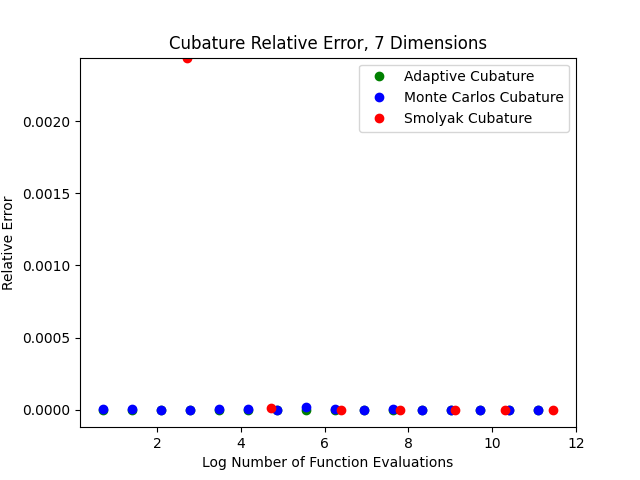 Cubature Relative Error, 7 Dimensions
Adaptive Cubature
Monte Carlos Cubature
Smolyak Cubature
Relative Error
0.0020
0.0015
0.0010
0.0005
0.0000
2 4 6 8 10 12
Log Number of Function Evaluations